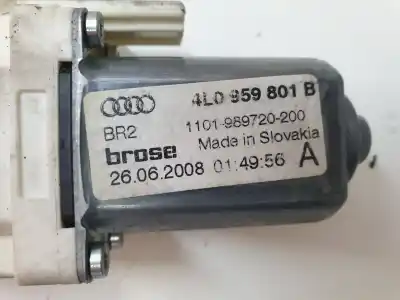 4L0 959 801 B
BR2
1101-989720-200
brose
Made in Slovakia
26.06.2008 01:49:56 A